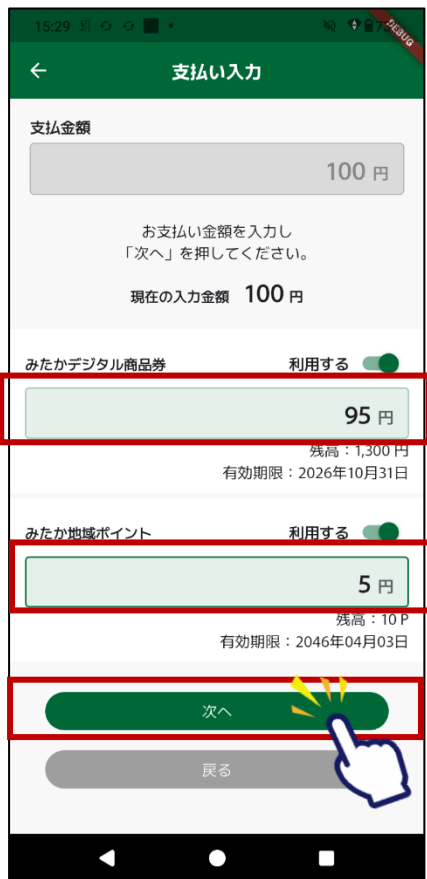 15:29
DEBUG
支払い入力
支払金額
100 円
お支払い金額を入力し
「次へ」を押してください。
現在の入力金額 100 円
みたかデジタル商品券 利用する
95 円
残高：1,300 円
有効期限：2026年10月31日
みたか地域ポイント 利用する
5 円
残高：10 P
有効期限：2046年04月03日
次へ
戻る